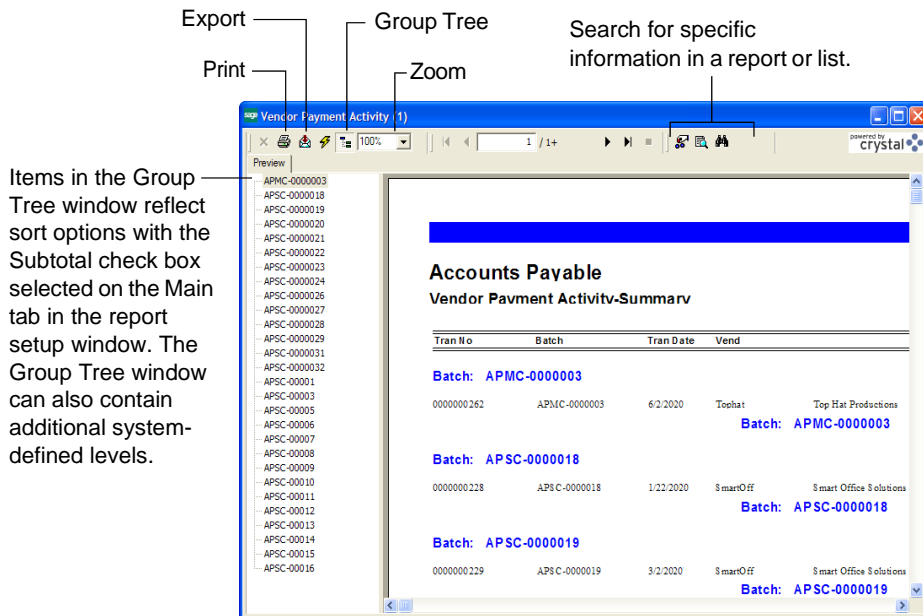 Export
Group Tree
Search for specific
information in a report or list.
Print
Zoom
sage Vendor Payment Activity (1)
100%
1 / 1+
powered by
crystal
Preview
Items in the Group
Tree window reflect
sort options with the
Subtotal check box
selected on the Main
tab in the report
setup window. The
Group Tree window
can also contain
additional system-
defined levels.
APMC-0000003
APSC-0000018
APSC-0000019
APSC-0000020
APSC-0000021
APSC-0000022
APSC-0000023
APSC-0000024
APSC-0000026
APSC-0000027
APSC-0000028
APSC-0000029
APSC-0000031
APSC-0000032
APSC-00001
APSC-00003
APSC-00005
APSC-00006
APSC-00007
APSC-00008
APSC-00009
APSC-00010
APSC-00011
APSC-00012
APSC-00013
APSC-00014
APSC-00015
APSC-00016
Accounts Payable
Vendor Payment Activity-Summary
Tran No Batch Tran Date Vend
Batch: APMC-0000003
0000000262 APMC-0000003 6/2/2020 Tophat Top Hat Productions
Batch: APMC-0000003
Batch: APSC-0000018
0000000228 APSC-0000018 1/22/2020 SmartOff Smart Office Solutions
Batch: APSC-0000018
Batch: APSC-0000019
0000000229 APSC-0000019 3/2/2020 SmartOff Smart Office Solutions
Batch: APSC-0000019